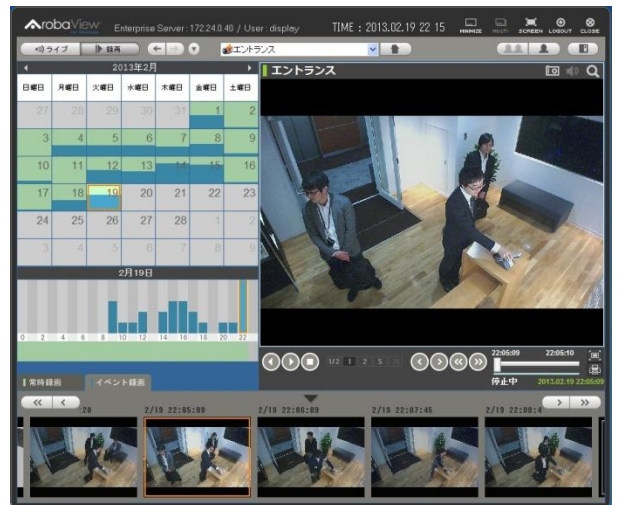 ArobaView Enterprise Server : 172.24.0.40 / User : display TIME : 2013.02.19 22 15 MINIMIZE MULTI SCREEN LOGOUT CLOSE
ライブ 録画 エントランス
2013年2月
日曜日 月曜日 火曜日 水曜日 木曜日 金曜日 土曜日
27 28 29 30 31 1 2
3 4 5 6 7 8 9
10 11 12 13 14 15 16
17 18 19 20 21 22 23
24 25 26 27 28 1 2
3 4 5 6 7 8 9
2月19日
0 2 4 6 8 10 12 14 16 18 20 22
常時録画 イベント録画
エントランス
1/2 1 2 5
22:05:09 22:05:10
停止中 2013.02.19 22:05:09
:20 2/19 22:05:09 2/19 22:06:09 2/19 22:07:45 2/19 22:08:4